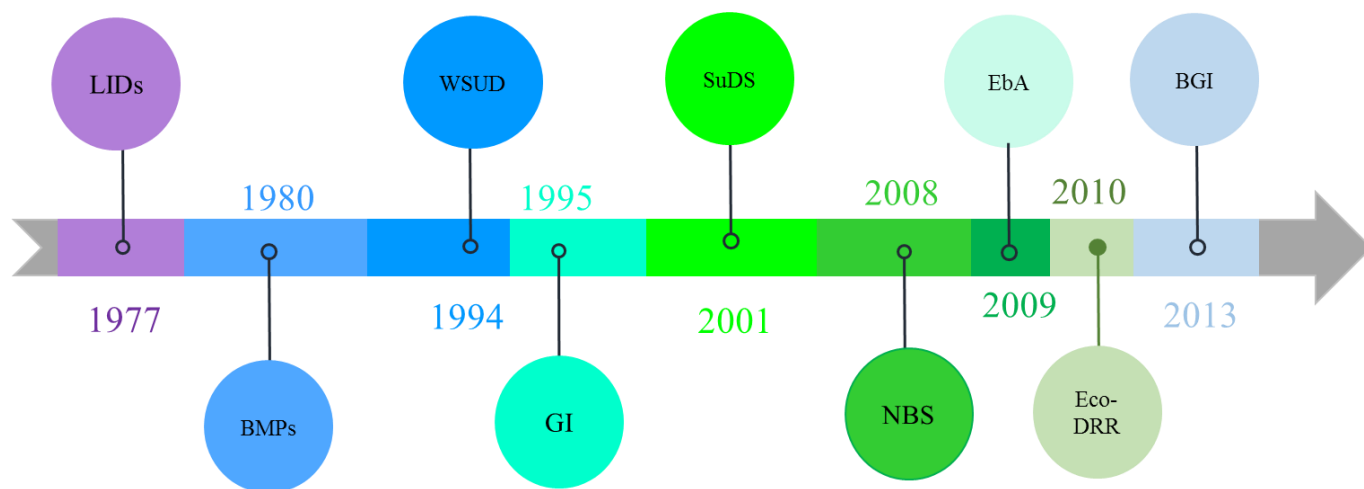 LIDs
WSUD
SuDS
EbA
BGI
1980
1995
2008
2010
1977
1994
2001
2009
2013
BMPs
GI
NBS
Eco-
DRR